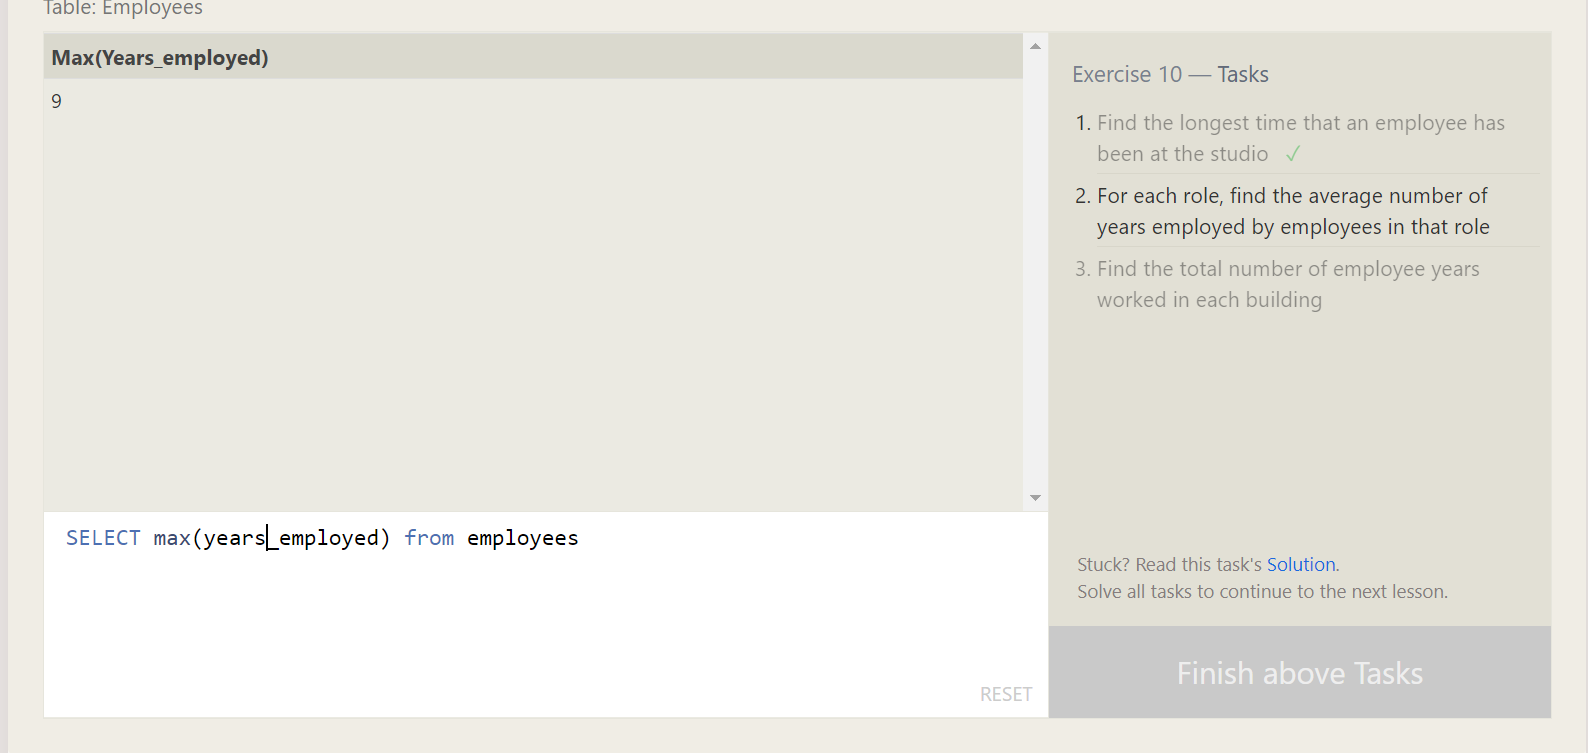 Table: Employees
Max(Years_employed)
9
SELECT max(years_employed) from employees
RESET
Exercise 10 — Tasks
1. Find the longest time that an employee has
been at the studio ✓
2. For each role, find the average number of
years employed by employees in that role
3. Find the total number of employee years
worked in each building
Stuck? Read this task's Solution.
Solve all tasks to continue to the next lesson.
Finish above Tasks